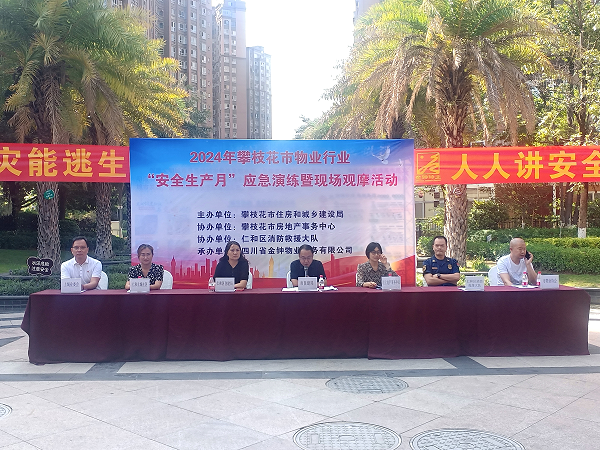 2024年攀枝花市物业行业
“安全生产月”应急演练暨现场观摩活动
主办单位：攀枝花市住房和城乡建设局
协办单位：攀枝花市房地产事务中心
协办单位：仁和区消防救援大队
承办单位：四川省金钟物业服务有限公司
灾能逃生
人人讲安全